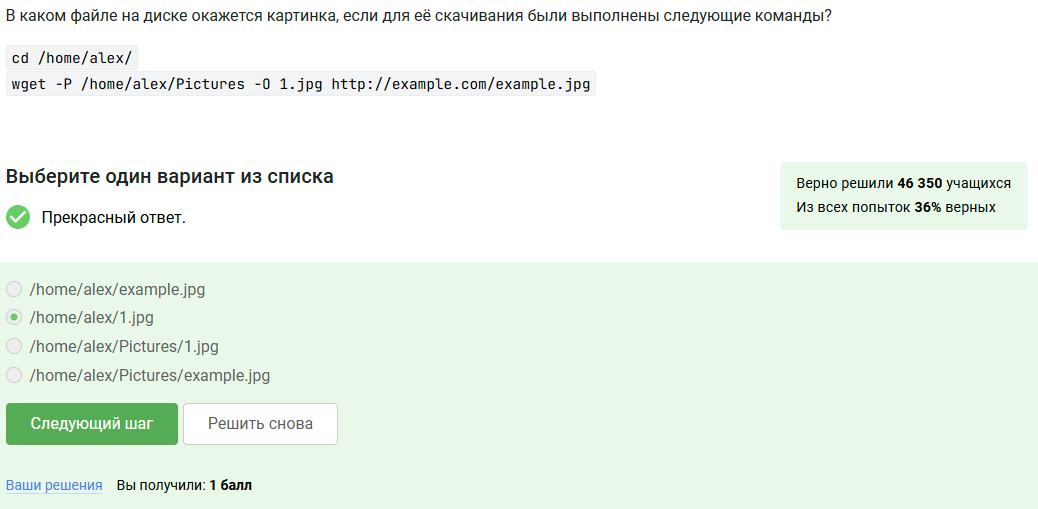 В каком файле на диске окажется картинка, если для её скачивания были выполнены следующие команды?
cd /home/alex/
wget -P /home/alex/Pictures -O 1.jpg http://example.com/example.jpg
Выберите один вариант из списка
Прекрасный ответ.
Верно решили 46 350 учащихся
Из всех попыток 36% верных
/home/alex/example.jpg
/home/alex/1.jpg
/home/alex/Pictures/1.jpg
/home/alex/Pictures/example.jpg
Следующий шаг
Решить снова
Ваши решения Вы получили: 1 балл